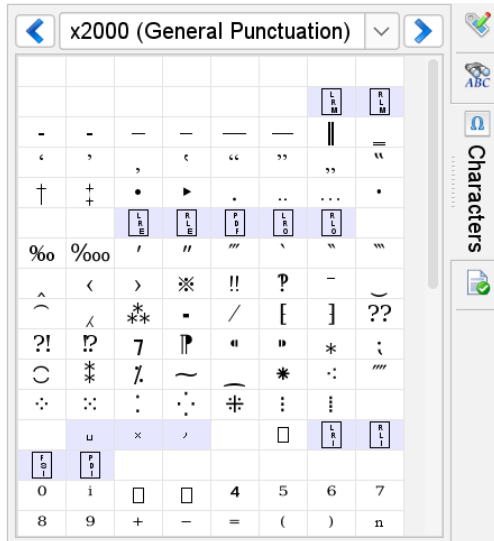 x2000 (General Punctuation)
LRM RLM
‐ ‑ ‒ – — ― ‖ ‗
‘ ’ ‚ ‛ “ ” „ ‟
† ‡ • ‣ ․ ‥ … ‧
LRE RLE PDF LRO RLO
‰ ‱ ′ ″ ‴ ‵ ‶ ‷
‸ ‹ › ※ ‼ ‽ ‾ ‿
⁀ ⁁ ⁂ ⁃ ⁄ ⁅ ⁆ ⁇
⁈ ⁉ ⁊ ⁋ ⁌ ⁍ ⁎ ⁏
⁐ ⁑ ⁒ ⁓ ⁔ ⁕ ⁖ ⁗
⁘ ⁙ ⁚ ⁛ ⁜ ⁝ ⁞
␣ × , □ LRI RLI
FSI PDI
⁰ ⁱ □ □ ⁴ ⁵ ⁶ ⁷
⁸ ⁹ ⁺ ⁻ ⁼ ⁽ ⁾ ⁿ
ABC
Ω
Characters